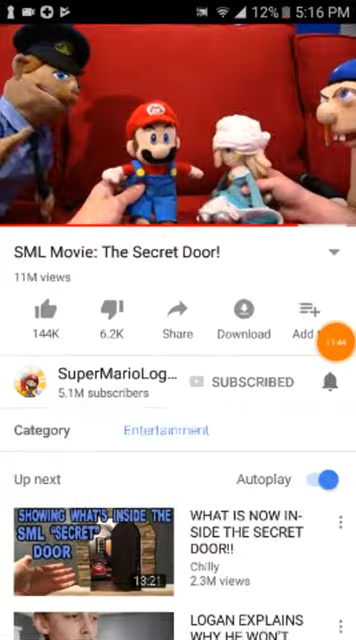 12% 5:16 PM
M
SML Movie: The Secret Door!
11M views
144K 6.2K Share Download Add
11:44
SuperMarioLog... SUBSCRIBED
5.1M subscribers
Category Entertainment
Up next Autoplay
SHOWING WHAT'S INSIDE THE
SML "SECRET"
DOOR
13:21
WHAT IS NOW IN-
SIDE THE SECRET
DOOR!!
Chilly
2.3M views
LOGAN EXPLAINS
WHY HE WON'T